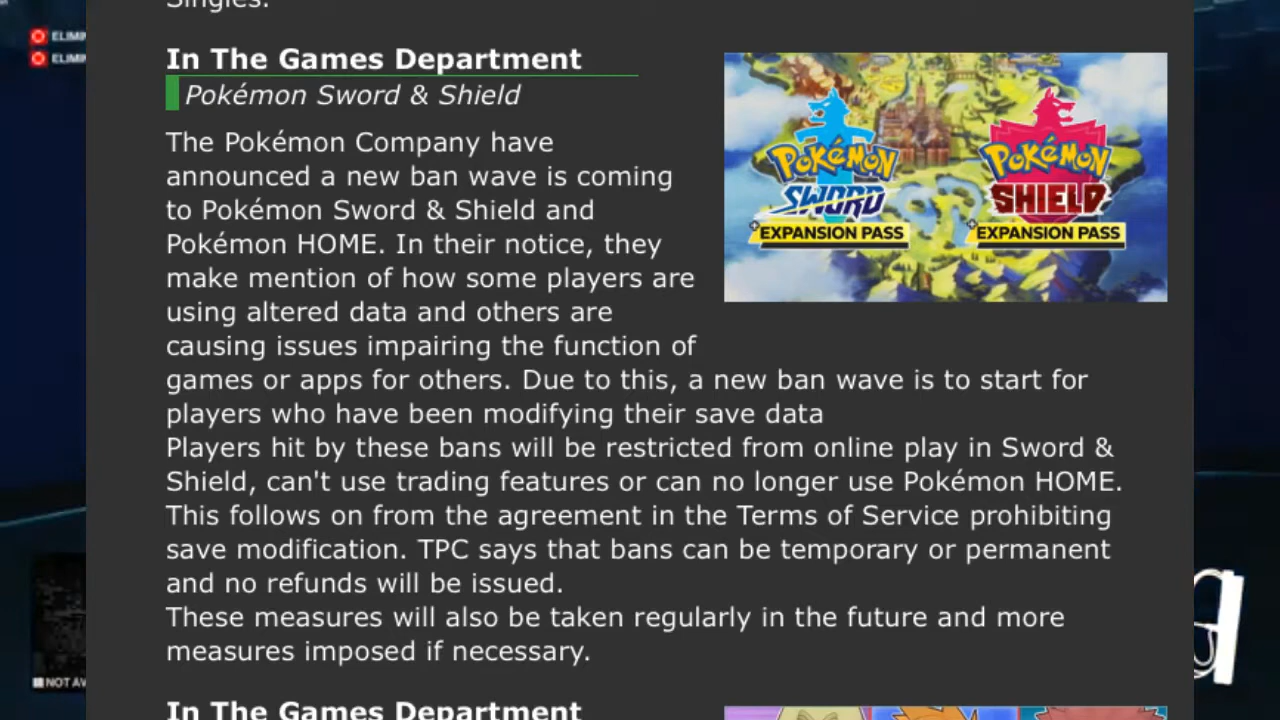 Singles.
In The Games Department
Pokémon Sword & Shield
The Pokémon Company have
announced a new ban wave is coming
to Pokémon Sword & Shield and
Pokémon HOME. In their notice, they
make mention of how some players are
using altered data and others are
causing issues impairing the function of
games or apps for others. Due to this, a new ban wave is to start for
players who have been modifying their save data
Players hit by these bans will be restricted from online play in Sword &
Shield, can't use trading features or can no longer use Pokémon HOME.
This follows on from the agreement in the Terms of Service prohibiting
save modification. TPC says that bans can be temporary or permanent
and no refunds will be issued.
These measures will also be taken regularly in the future and more
measures imposed if necessary.
In The Games Department
POKéMON
SWORD
+EXPANSION PASS
POKéMON
SHIELD
+EXPANSION PASS
ELIMIN
ELIMIN
NOT AV